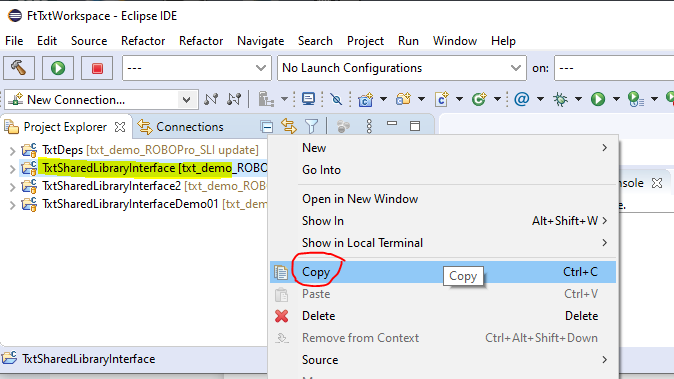 FtTxtWorkspace - Eclipse IDE
File Edit Source Refactor Refactor Navigate Search Project Run Window Help
--- No Launch Configurations on: ---
New Connection...
Project Explorer Connections
TxtDeps [txt_demo_ROBOPro_SLI update]
TxtSharedLibraryInterface [txt_demo_ROBO
TxtSharedLibraryInterface2 [txt_demo_ROB
TxtSharedLibraryInterfaceDemo01 [txt_dem
New
Go Into
Open in New Window
Show In Alt+Shift+W
Show in Local Terminal
Copy Ctrl+C
Copy
Paste Ctrl+V
Delete Delete
Remove from Context Ctrl+Alt+Shift+Down
Source
TxtSharedLibraryInterface